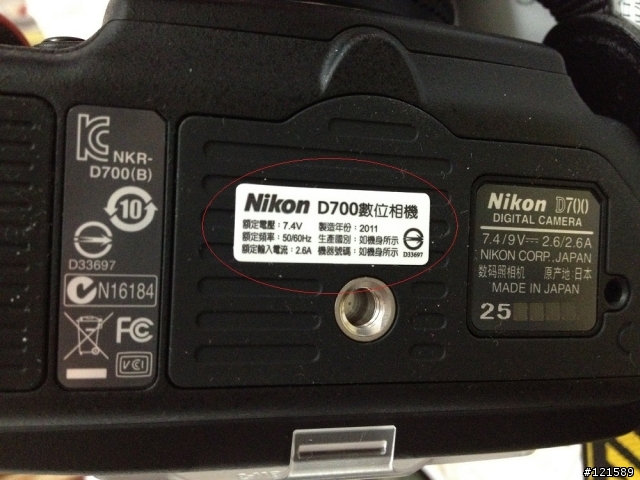 NKR-
D700(B)
10
D33697
N16184
FC
VCI
Nikon D700數位相機
額定電壓：7.4V 製造年份：2011
額定頻率：50/60Hz 生產國別：如機身所示
額定輸入電流：2.6A 機器號碼：如機身所示
D33697
Nikon D700
DIGITAL CAMERA
7.4/9V⎓2.6/2.6A
NIKON CORP.,JAPAN
数码照相机 原产地:日本
MADE IN JAPAN
25
#121589